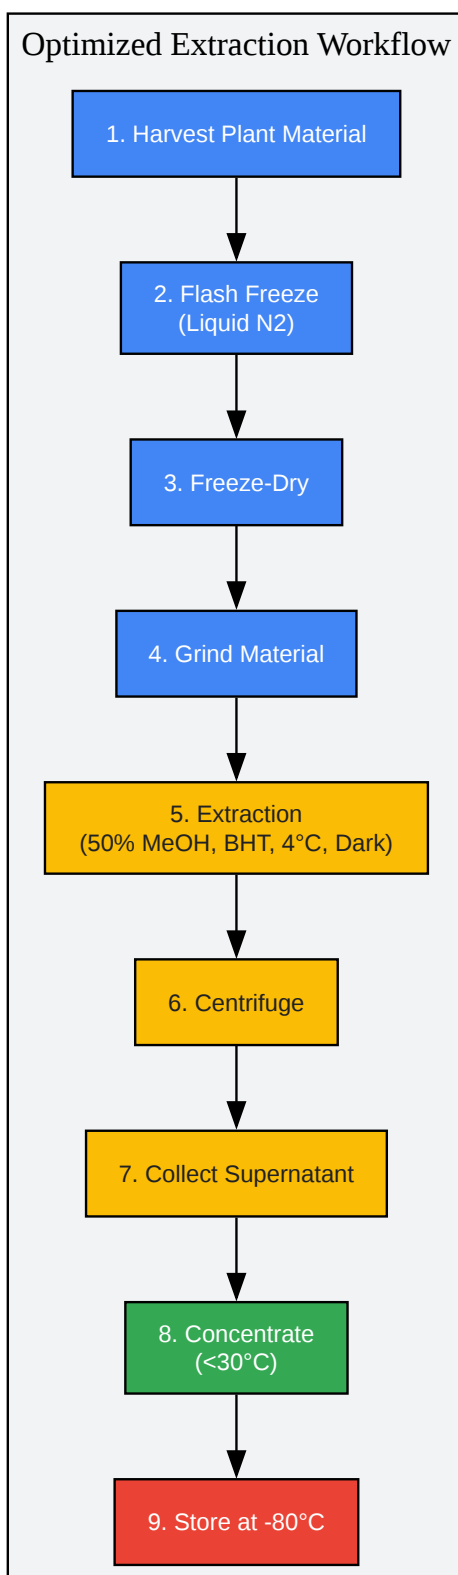 Optimized Extraction Workflow
1. Harvest Plant Material
2. Flash Freeze
(Liquid N2)
3. Freeze-Dry
4. Grind Material
5. Extraction
(50% MeOH, BHT, 4°C, Dark)
6. Centrifuge
7. Collect Supernatant
8. Concentrate
(<30°C)
9. Store at -80°C